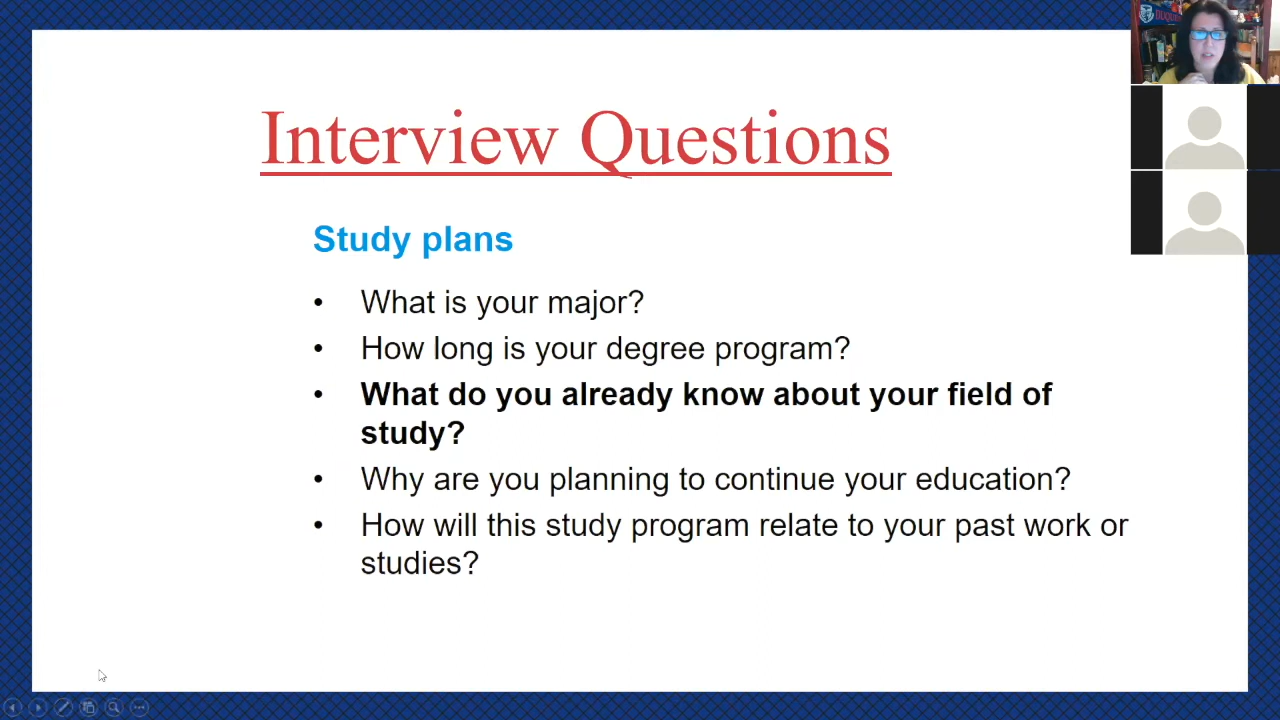 Interview Questions
Study plans
• What is your major?
• How long is your degree program?
• What do you already know about your field of
study?
• Why are you planning to continue your education?
• How will this study program relate to your past work or
studies?